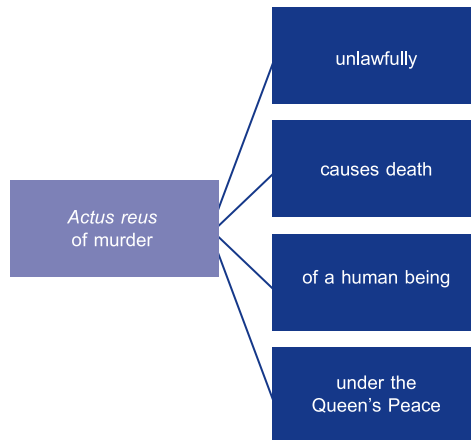 Actus reus
of murder
unlawfully
causes death
of a human being
under the
Queen's Peace